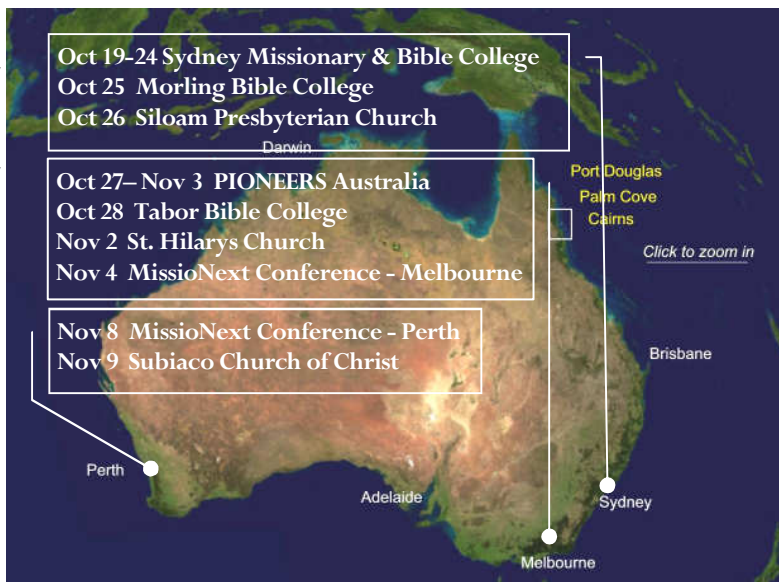 Oct 19-24 Sydney Missionary & Bible College
Oct 25 Morling Bible College
Oct 26 Siloam Presbyterian Church
Darwin
Oct 27– Nov 3 PIONEERS Australia
Oct 28 Tabor Bible College
Nov 2 St. Hilarys Church
Nov 4 MissioNext Conference - Melbourne
Port Douglas
Palm Cove
Cairns
Click to zoom in
Nov 8 MissioNext Conference - Perth
Nov 9 Subiaco Church of Christ
Brisbane
Perth
Adelaide
Sydney
Melbourne